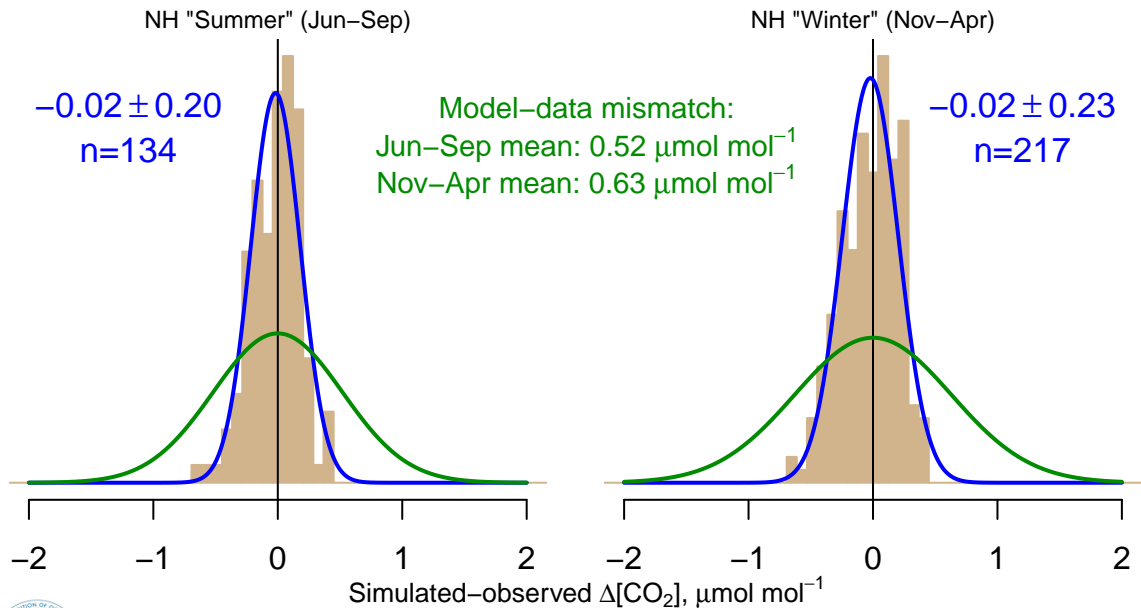 NH "Summer" (Jun−Sep)
NH "Winter" (Nov−Apr)
−0.02 ± 0.20
n=134
Model−data mismatch:
Jun−Sep mean: 0.52 μmol mol⁻¹
Nov−Apr mean: 0.63 μmol mol⁻¹
−0.02 ± 0.23
n=217
−2 −1 0 1 2
−2 −1 0 1 2
Simulated−observed Δ[CO₂], μmol mol⁻¹